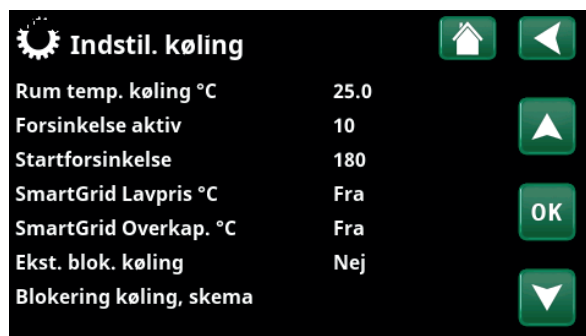 Indstil. køling
Rum temp. køling °C 25.0
Forsinkelse aktiv 10
Startforsinkelse 180
SmartGrid Lavpris °C Fra
SmartGrid Overkap. °C Fra
OK
Ekst. blok. køling Nej
Blokering køling, skema